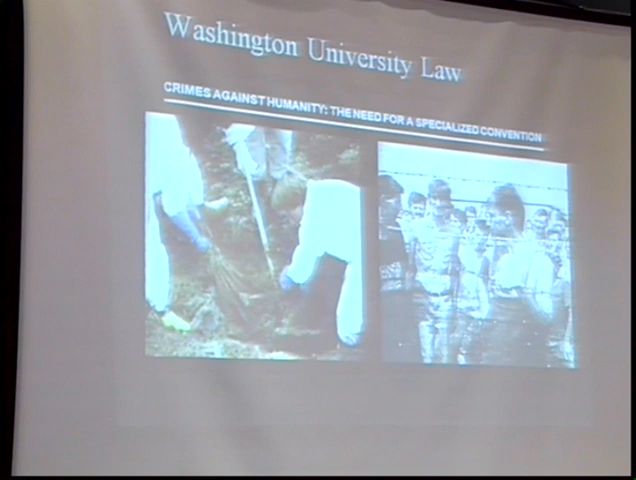 Washington University Law
CRIMES AGAINST HUMANITY: THE NEED FOR A SPECIALIZED CONVENTION